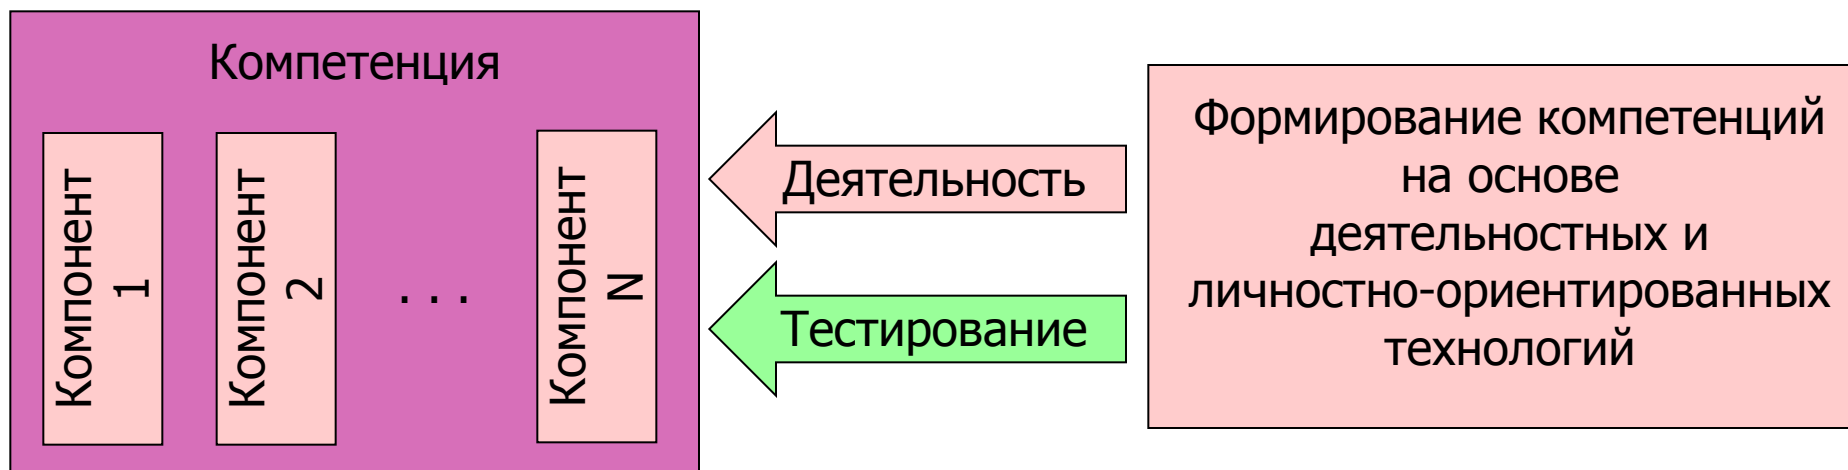 Компетенция
Компонент
1
Компонент
2
. . .
Компонент
N
Деятельность
Тестирование
Формирование компетенций
на основе
деятельностных и
личностно-ориентированных
технологий